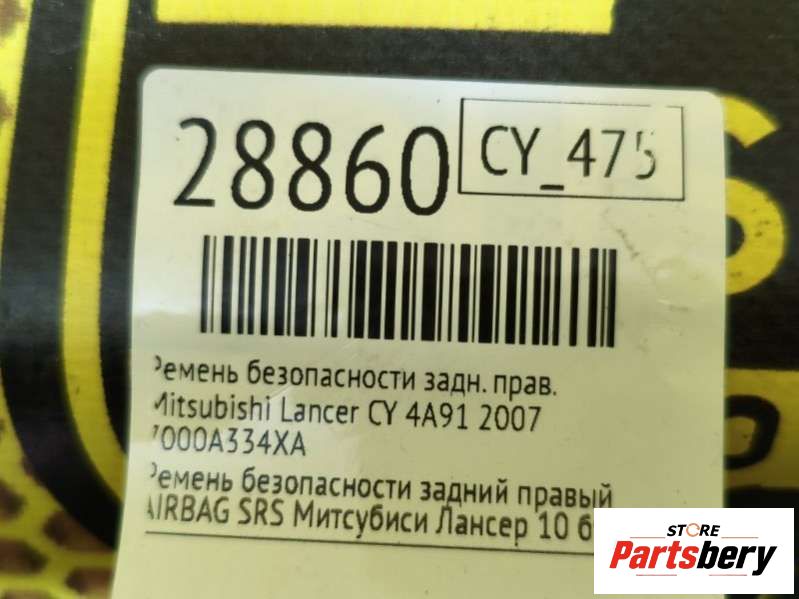 28860
CY_475
Ремень безопасности задн. прав.
Mitsubishi Lancer CY 4A91 2007
7000A334XA
Ремень безопасности задний правый
AIRBAG SRS Митсубиси Лансер 10
STORE
Partsbery